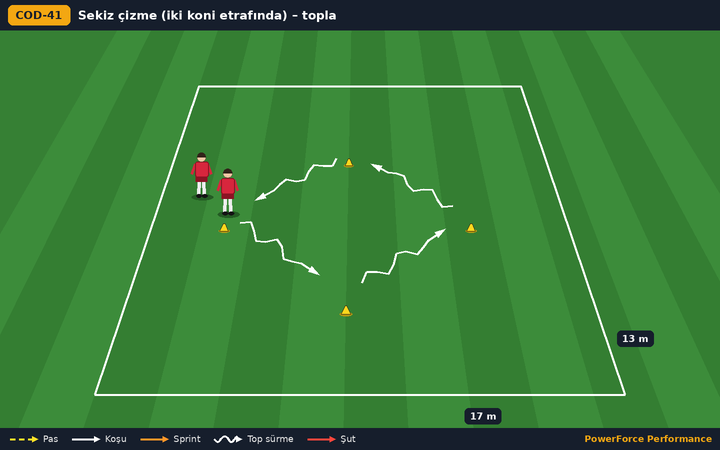 COD-41 Sekiz çizme (iki koni etrafında) – topla
13 m
17 m
Pas Koşu Sprint Top sürme Şut PowerForce Performance